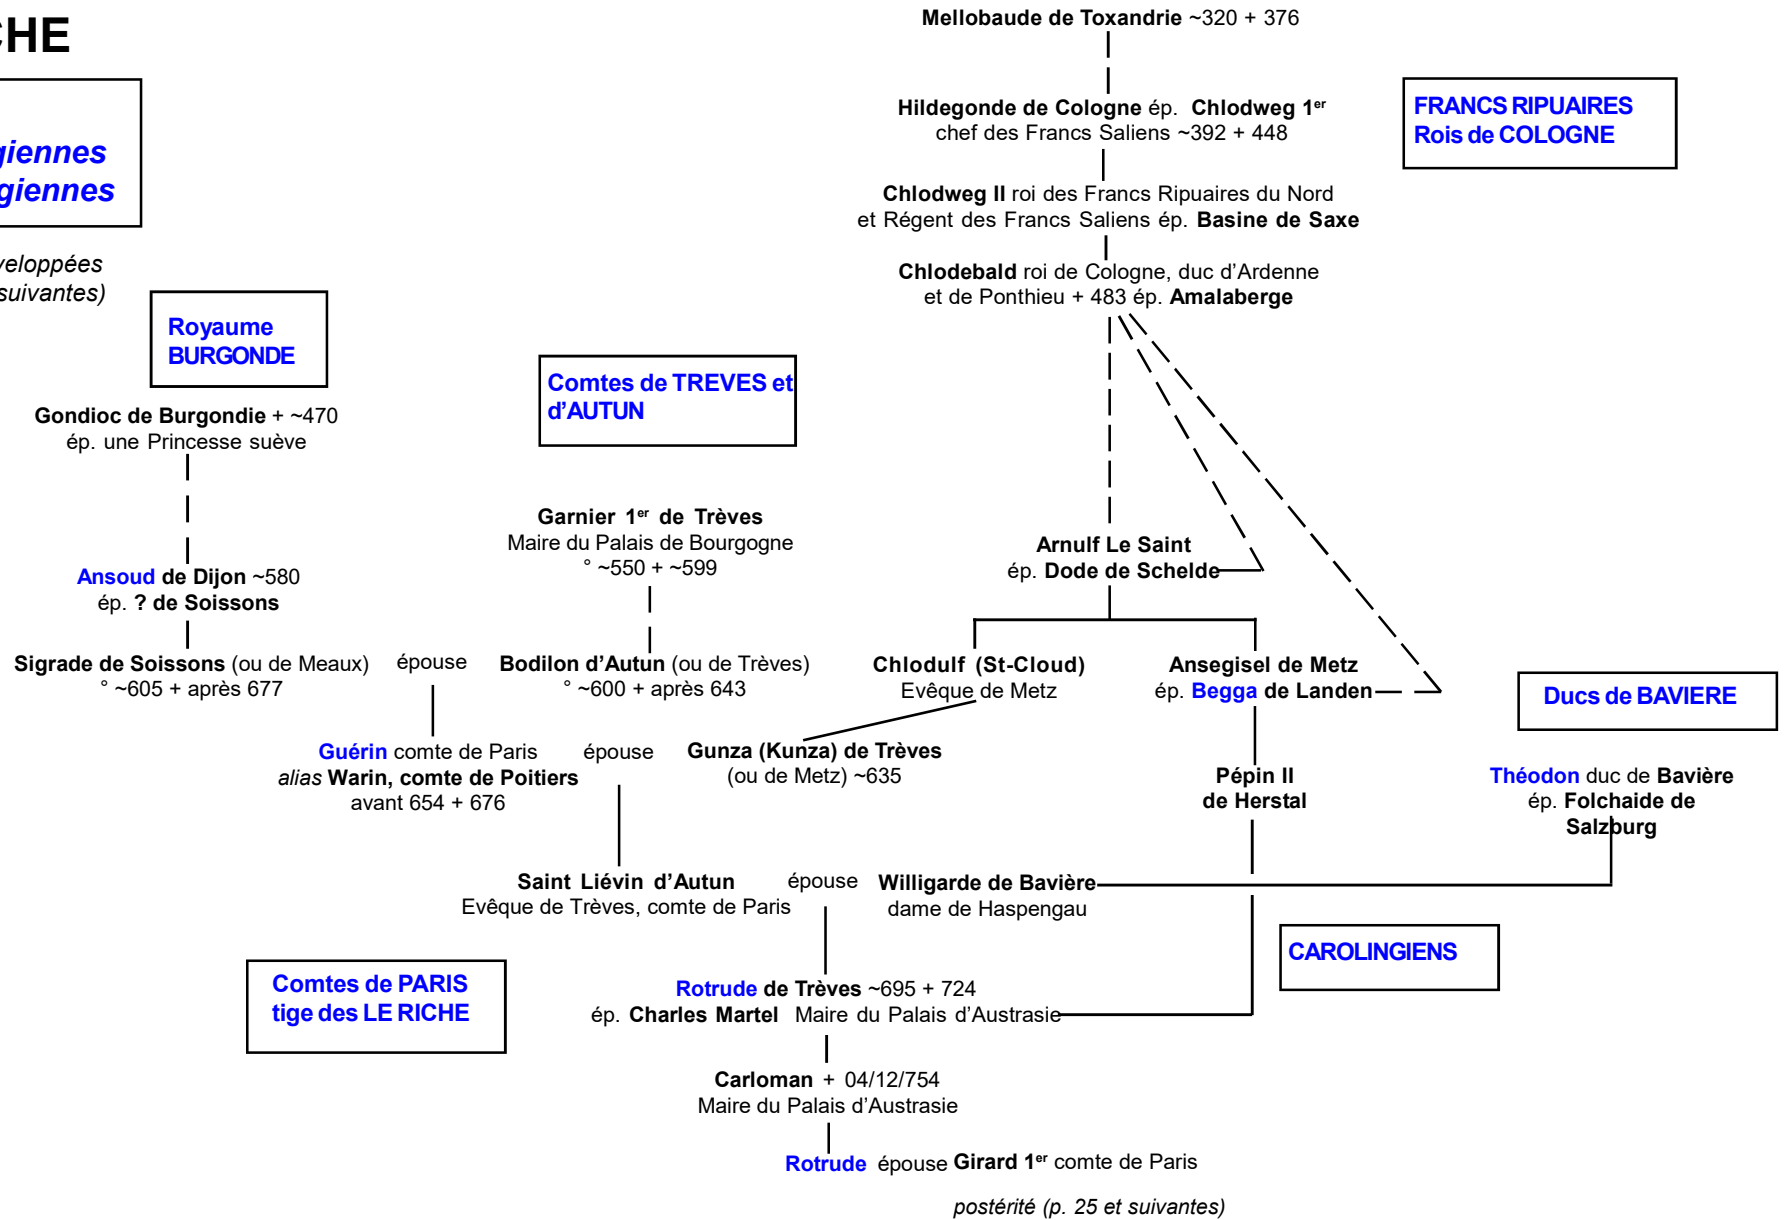 CHE
giennes
giennes
veloppées
suivantes)
Mellobaude de Toxandrie ~320 + 376
Hildegonde de Cologne ép. Chlodweg 1er
chef des Francs Saliens ~392 + 448
FRANCS RIPUAIRES
Rois de COLOGNE
Chlodweg II roi des Francs Ripuaires du Nord
et Régent des Francs Saliens ép. Basine de Saxe
Chlodebald roi de Cologne, duc d'Ardenne
et de Ponthieu + 483 ép. Amalaberge
Royaume
BURGONDE
Comtes de TREVES et
d'AUTUN
Gondioc de Burgondie + ~470
ép. une Princesse suève
Garnier 1er de Trèves
Maire du Palais de Bourgogne
° ~550 + ~599
Arnulf Le Saint
ép. Dode de Schelde
Ansoud de Dijon ~580
ép. ? de Soissons
Sigrade de Soissons (ou de Meaux)
° ~605 + après 677
épouse
Bodilon d'Autun (ou de Trèves)
° ~600 + après 643
Chlodulf (St-Cloud)
Evêque de Metz
Ansegisel de Metz
ép. Begga de Landen
Ducs de BAVIERE
Guérin comte de Paris
alias Warin, comte de Poitiers
avant 654 + 676
épouse
Gunza (Kunza) de Trèves
(ou de Metz) ~635
Pépin II
de Herstal
Théodon duc de Bavière
ép. Folchaide de
Salzburg
Saint Liévin d'Autun
Evêque de Trèves, comte de Paris
épouse
Willigarde de Bavière
dame de Haspengau
CAROLINGIENS
Comtes de PARIS
tige des LE RICHE
Rotrude de Trèves ~695 + 724
ép. Charles Martel Maire du Palais d'Austrasie
Carloman + 04/12/754
Maire du Palais d'Austrasie
Rotrude épouse Girard 1er comte de Paris
postérité (p. 25 et suivantes)